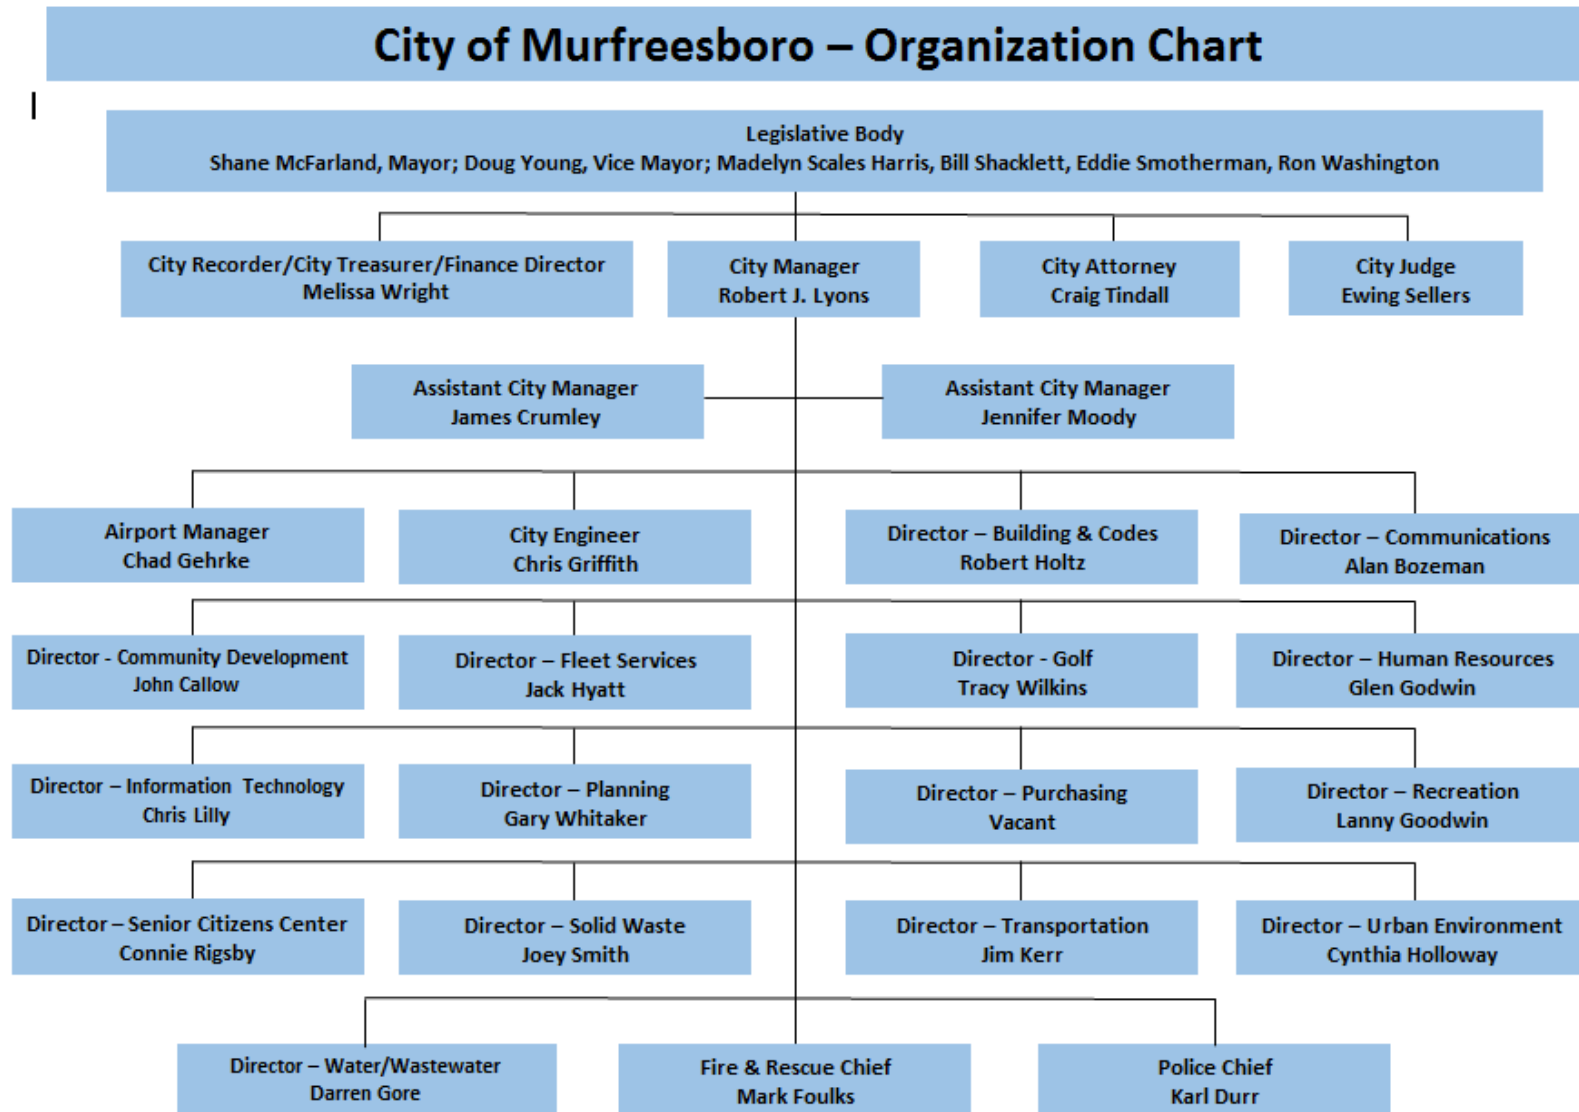 City of Murfreesboro – Organization Chart
Legislative Body
Shane McFarland, Mayor; Doug Young, Vice Mayor; Madelyn Scales Harris, Bill Shacklett, Eddie Smotherman, Ron Washington
City Recorder/City Treasurer/Finance Director
Melissa Wright
City Manager
Robert J. Lyons
City Attorney
Craig Tindall
City Judge
Ewing Sellers
Assistant City Manager
James Crumley
Assistant City Manager
Jennifer Moody
Airport Manager
Chad Gehrke
City Engineer
Chris Griffith
Director – Building & Codes
Robert Holtz
Director – Communications
Alan Bozeman
Director - Community Development
John Callow
Director – Fleet Services
Jack Hyatt
Director - Golf
Tracy Wilkins
Director – Human Resources
Glen Godwin
Director – Information Technology
Chris Lilly
Director – Planning
Gary Whitaker
Director – Purchasing
Vacant
Director – Recreation
Lanny Goodwin
Director – Senior Citizens Center
Connie Rigsby
Director – Solid Waste
Joey Smith
Director – Transportation
Jim Kerr
Director – Urban Environment
Cynthia Holloway
Director – Water/Wastewater
Darren Gore
Fire & Rescue Chief
Mark Foulks
Police Chief
Karl Durr